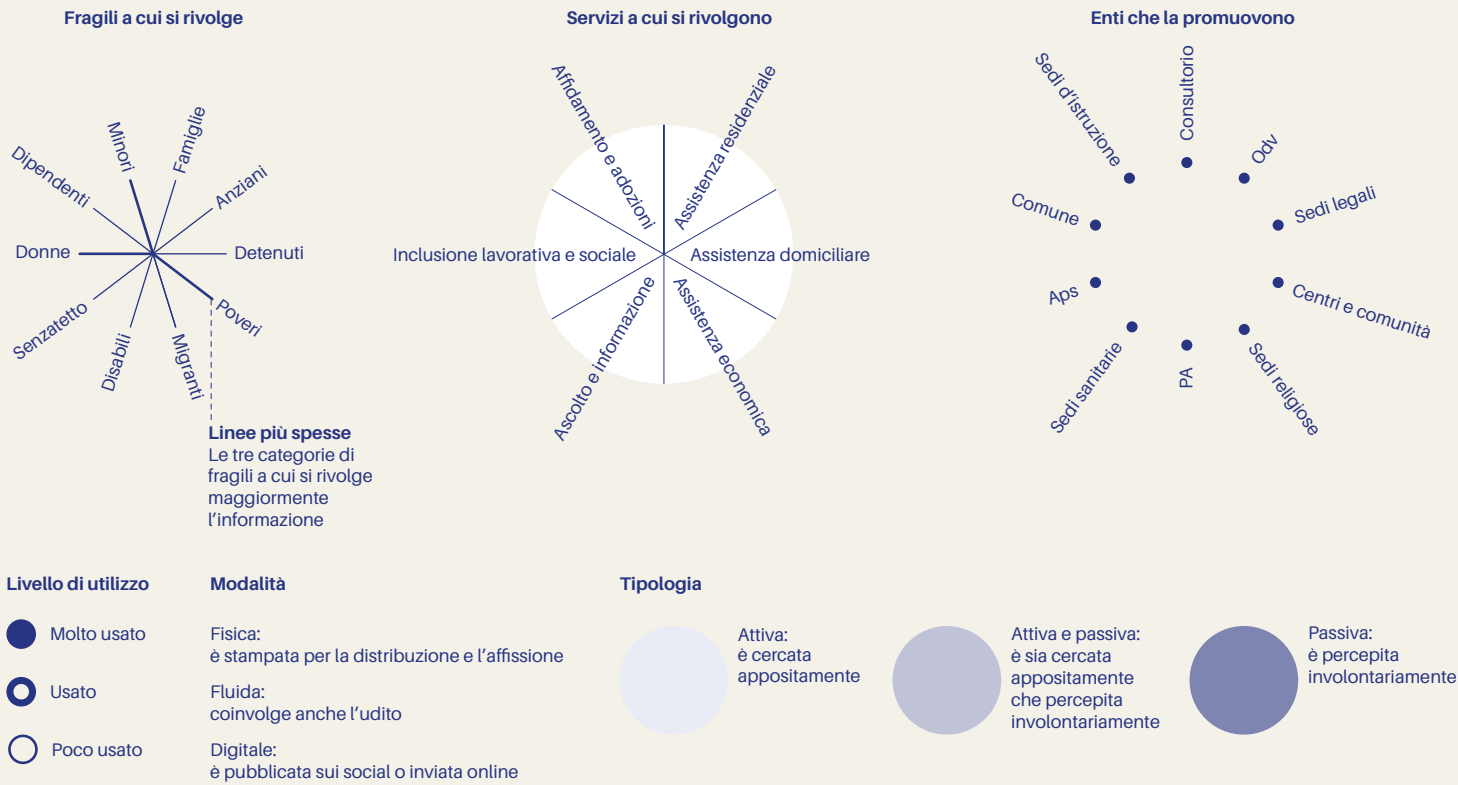 Fragili a cui si rivolge
Minori
Famiglie
Dipendenti
Anziani
Donne
Detenuti
Senzatetto
Poveri
Disabili
Migranti
Linee più spesse
Le tre categorie di
fragili a cui si rivolge
maggiormente
l’informazione
Servizi a cui si rivolgono
Affidamento e adozioni
Assistenza residenziale
Inclusione lavorativa e sociale
Assistenza domiciliare
Ascolto e informazione
Assistenza economica
Enti che la promuovono
Sedi d’istruzione
Consultorio
Odv
Comune
Sedi legali
Aps
Centri e comunità
Sedi sanitarie
PA
Sedi religiose
Livello di utilizzo
Molto usato
Usato
Poco usato
Modalità
Fisica:
è stampata per la distribuzione e l’affissione
Fluida:
coinvolge anche l’udito
Digitale:
è pubblicata sui social o inviata online
Tipologia
Attiva:
è cercata
appositamente
Attiva e passiva:
è sia cercata
appositamente
che percepita
involontariamente
Passiva:
è percepita
involontariamente